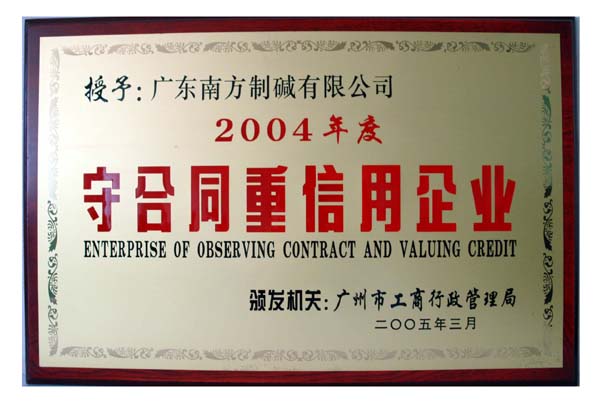 授予:广东南方制碱有限公司
2004年度
守合同重信用企业
ENTERPRISE OF OBSERVING CONTRACT AND VALUING CREDIT
颁发机关:广州市工商行政管理局
二〇〇五年三月